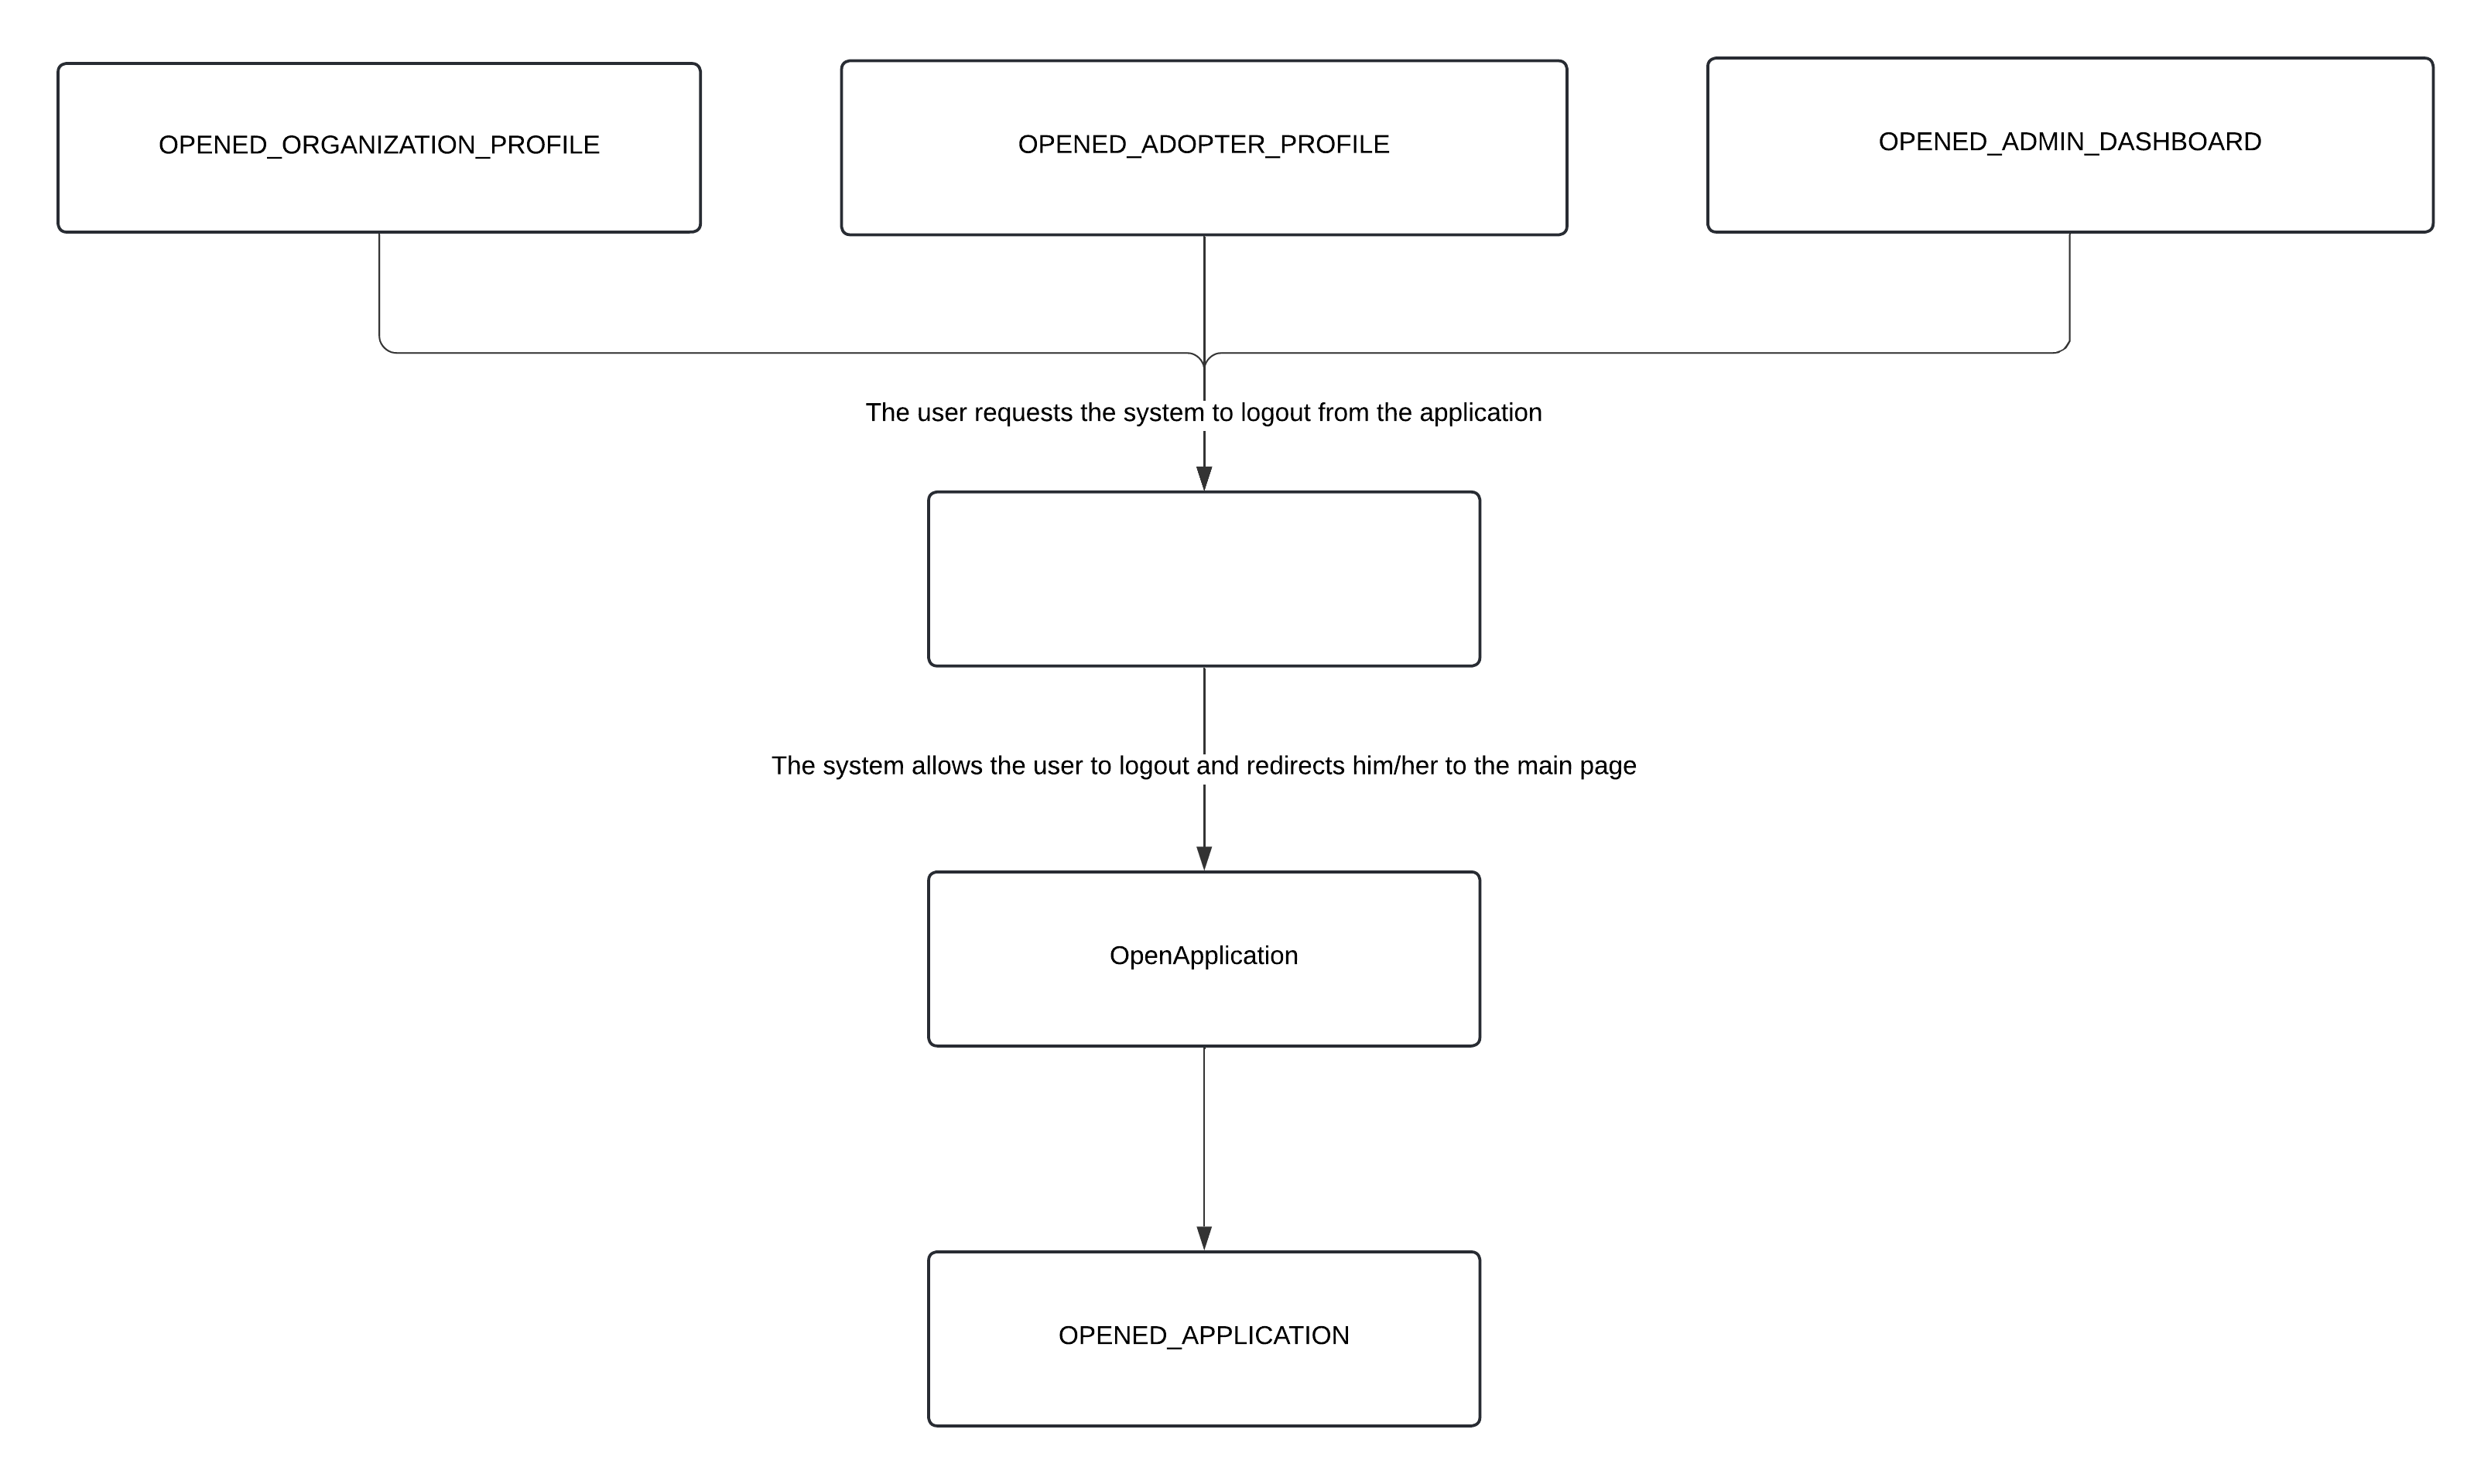 OPENED_ORGANIZATION_PROFILE
OPENED_ADOPTER_PROFILE
OPENED_ADMIN_DASHBOARD
The user requests the system to logout from the application
The system allows the user to logout and redirects him/her to the main page
OpenApplication
OPENED_APPLICATION